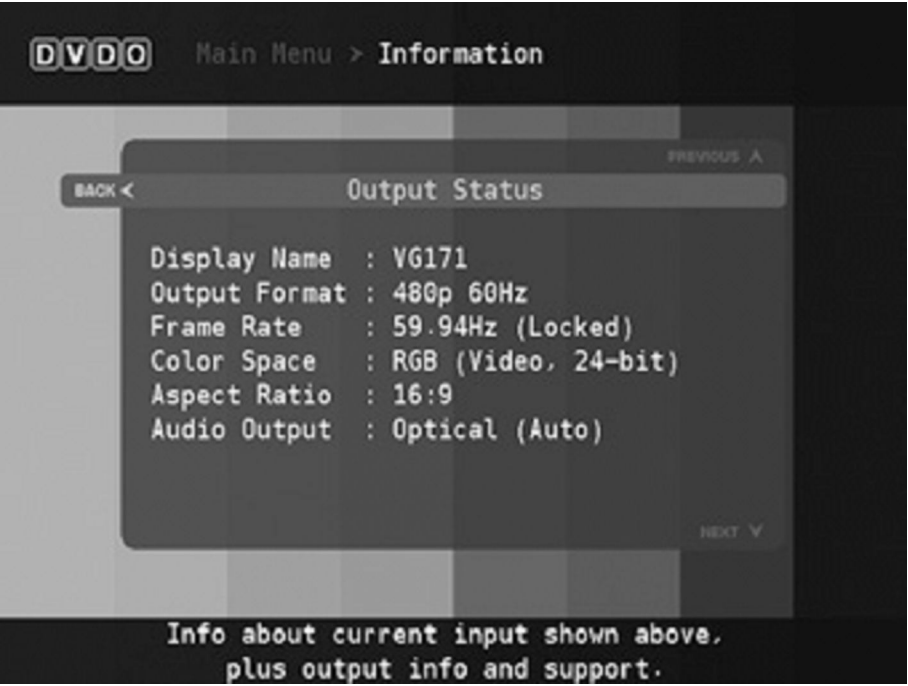 DVDO Main Menu > Information
PREVIOUS ∧
BACK < Output Status
Display Name : VG171
Output Format : 480p 60Hz
Frame Rate : 59.94Hz (Locked)
Color Space : RGB (Video, 24-bit)
Aspect Ratio : 16:9
Audio Output : Optical (Auto)
NEXT ∨
Info about current input shown above,
plus output info and support.